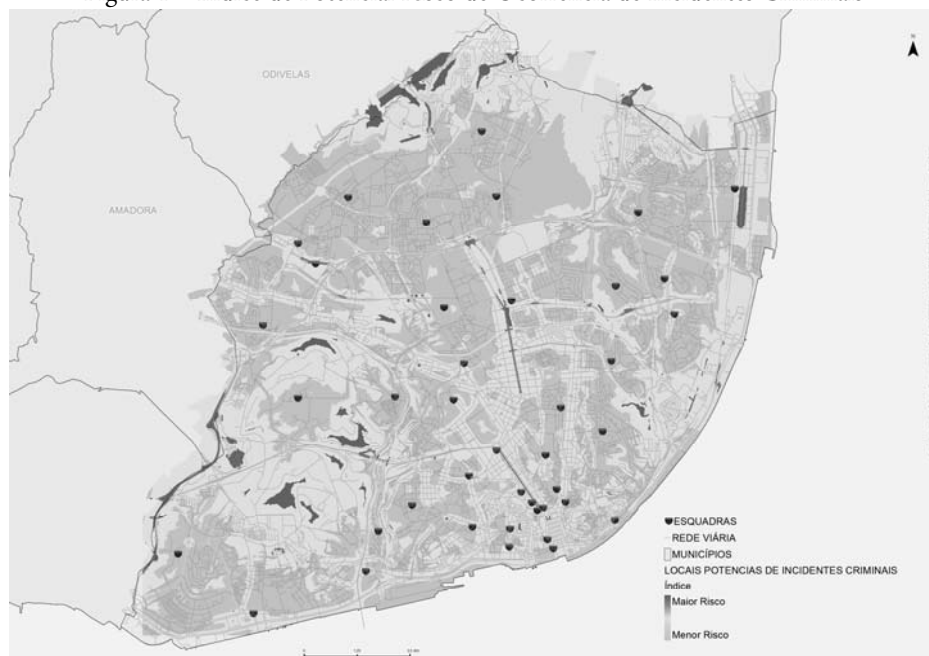 N
ODIVELAS
AMADORA
ESQUADRAS
REDE VIÁRIA
MUNICÍPIOS
LOCAIS POTENCIAS DE INCIDENTES CRIMINAIS
Índice
Maior Risco
Menor Risco